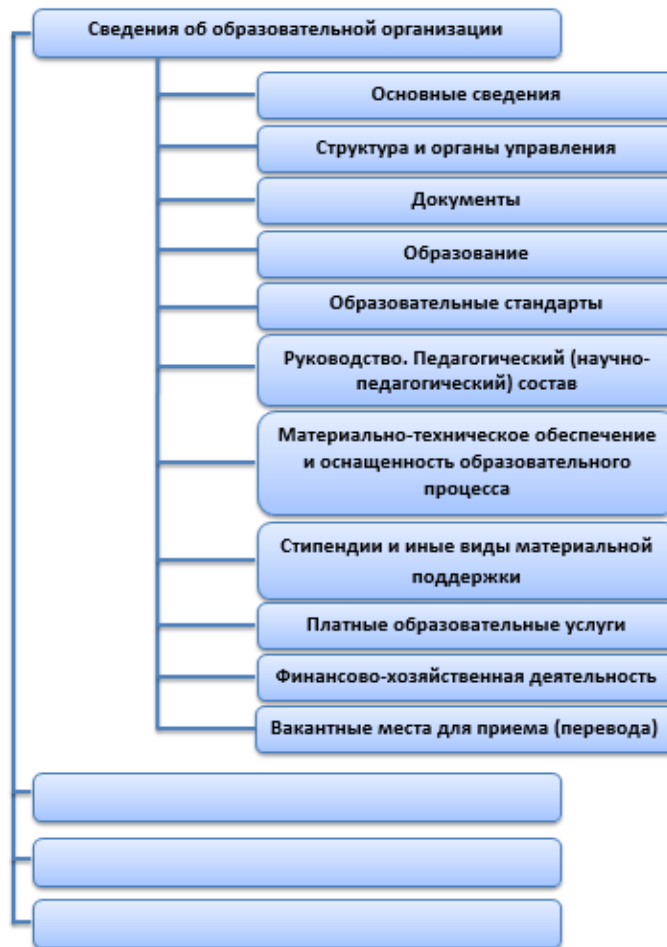 Сведения об образовательной организации
Основные сведения
Структура и органы управления
Документы
Образование
Образовательные стандарты
Руководство. Педагогический (научно-
педагогический) состав
Материально-техническое обеспечение
и оснащенность образовательного
процесса
Стипендии и иные виды материальной
поддержки
Платные образовательные услуги
Финансово-хозяйственная деятельность
Вакантные места для приема (перевода)